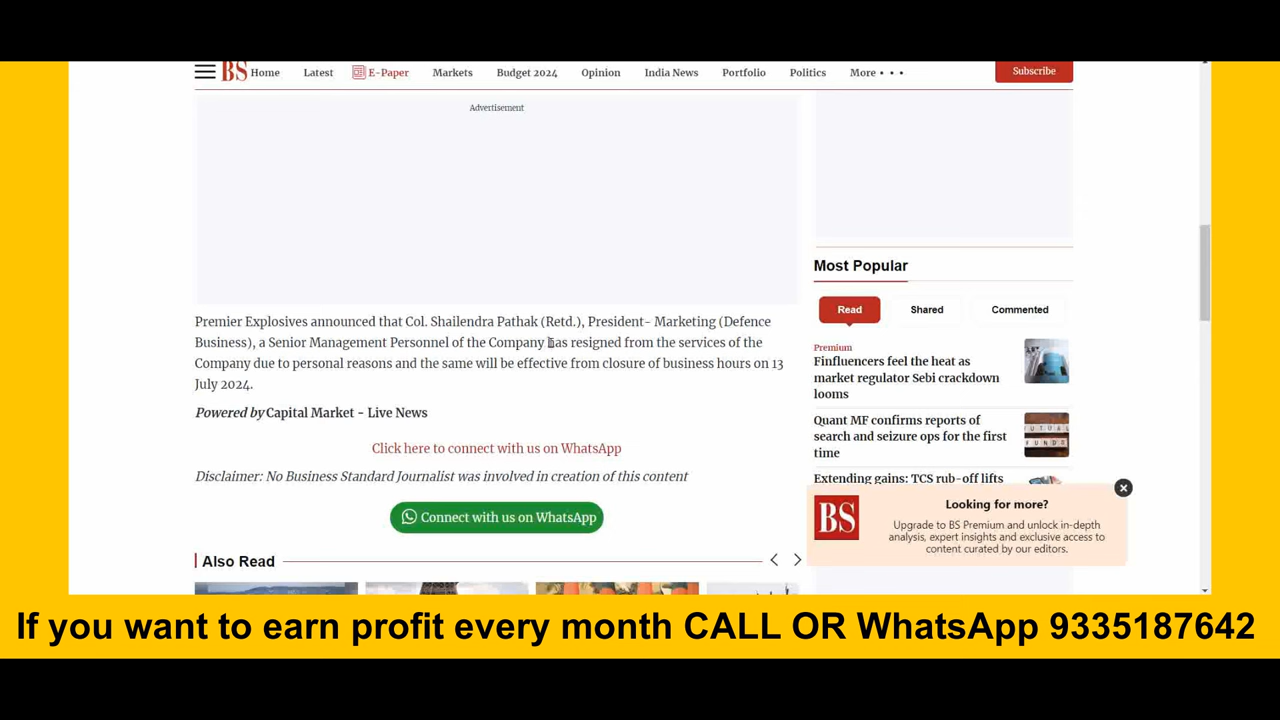 BS Home Latest E-Paper Markets Budget 2024 Opinion India News Portfolio Politics More • • • Subscribe
Advertisement
Premier Explosives announced that Col. Shailendra Pathak (Retd.), President- Marketing (Defence
Business), a Senior Management Personnel of the Company has resigned from the services of the
Company due to personal reasons and the same will be effective from closure of business hours on 13
July 2024.
Powered by Capital Market - Live News
Click here to connect with us on WhatsApp
Disclaimer: No Business Standard Journalist was involved in creation of this content
Connect with us on WhatsApp
Also Read
Most Popular
Read Shared Commented
Premium
Finfluencers feel the heat as
market regulator Sebi crackdown
looms
Quant MF confirms reports of
search and seizure ops for the first
time
MUTUAL
FUNDS
Extending gains: TCS rub-off lifts
BS
Looking for more?
Upgrade to BS Premium and unlock in-depth
analysis, expert insights and exclusive access to
content curated by our editors.
If you want to earn profit every month CALL OR WhatsApp 9335187642